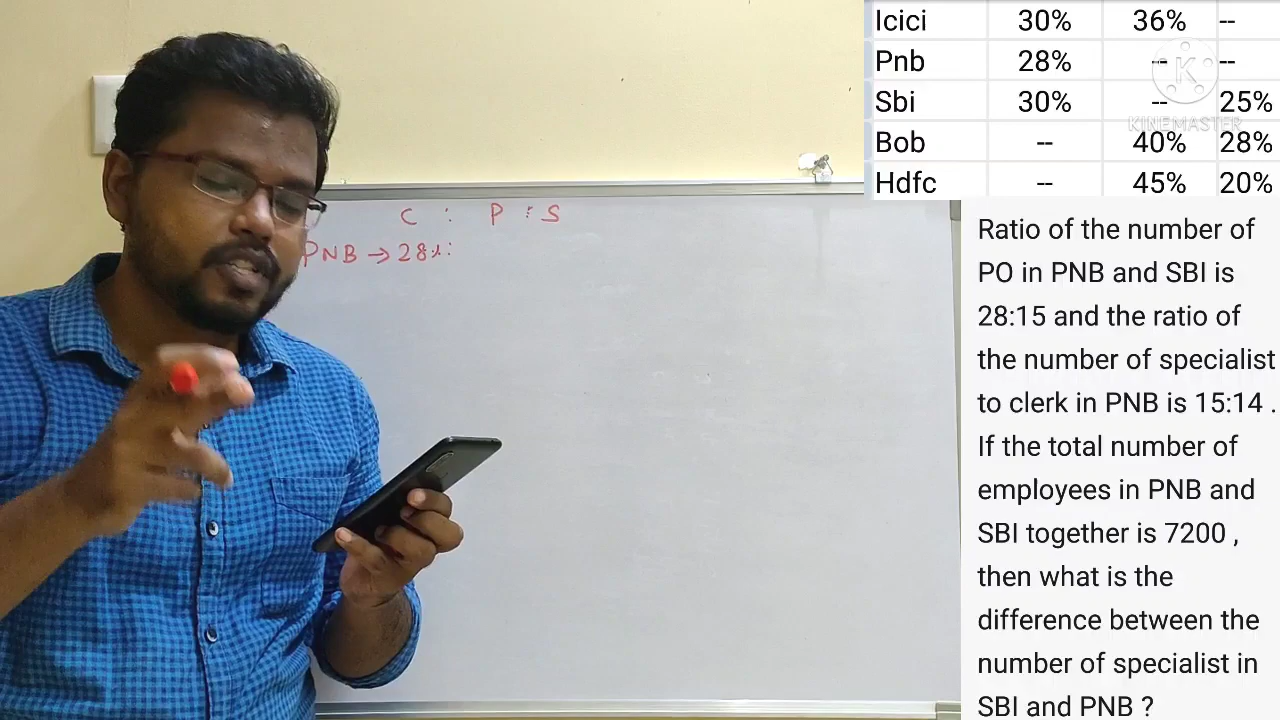 Icici 30% 36% --
Pnb 28% -- --
Sbi 30% -- 25%
Bob -- 40% 28%
Hdfc -- 45% 20%
K
KINEMASTER
C : P : S
PNB → 28% :
Ratio of the number of
PO in PNB and SBI is
28:15 and the ratio of
the number of specialist
to clerk in PNB is 15:14 .
If the total number of
employees in PNB and
SBI together is 7200 ,
then what is the
difference between the
number of specialist in
SBI and PNB ?